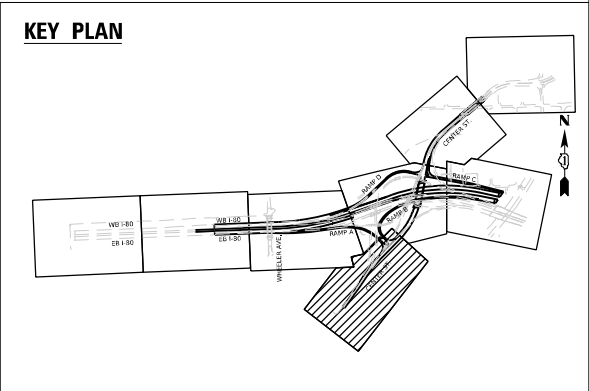 KEY PLAN
CENTER ST.
N
1
RAMP D
RAMP C
WB I-80
WB I-80
RAMP B
EB I-80
EB I-80
RAMP A
WHEELER AVE.
CENTER ST.